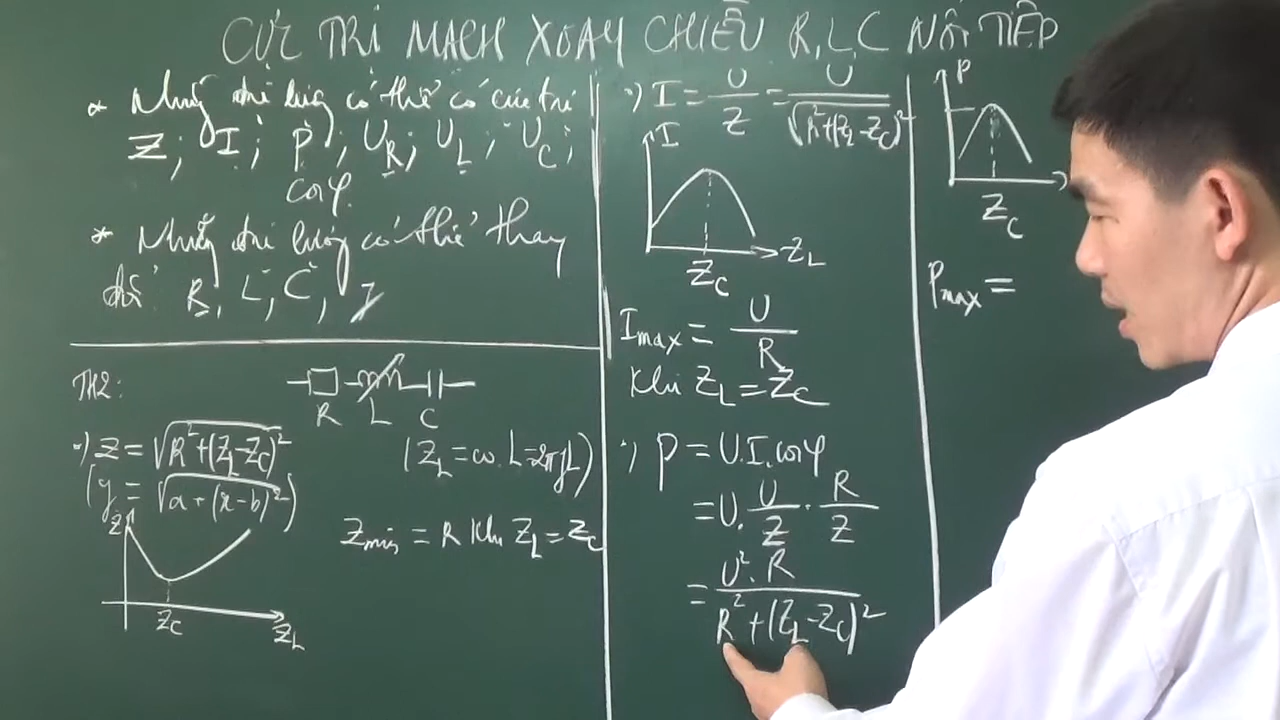 CỰC TRỊ MẠCH XOAY CHIỀU R, L, C NỐI TIẾP
* Những đại lượng có thể có cực trị
Z; I; P; U_R; U_L; U_C;
cosφ.
* Những đại lượng có thể thay
đổi: R, L, C, f
TH2:
R L C
·) Z = √(R² + (Z_L - Z_C)²)
(Z_L = ω.L = 2πfL)
(y = √(a + (x - b)²))
Z_min = R khi Z_L = Z_C
Z
Z_C
Z_L
·) I = U/Z = U/√(R² + (Z_L - Z_C)²)
I
Z_L
Z_C
I_max = U/R
Khi Z_L = Z_C
·) P = U.I.cosφ
= U. U/Z . R/Z
= U².R/(R² + (Z_L - Z_C)²)
P
Z_C
P_max =